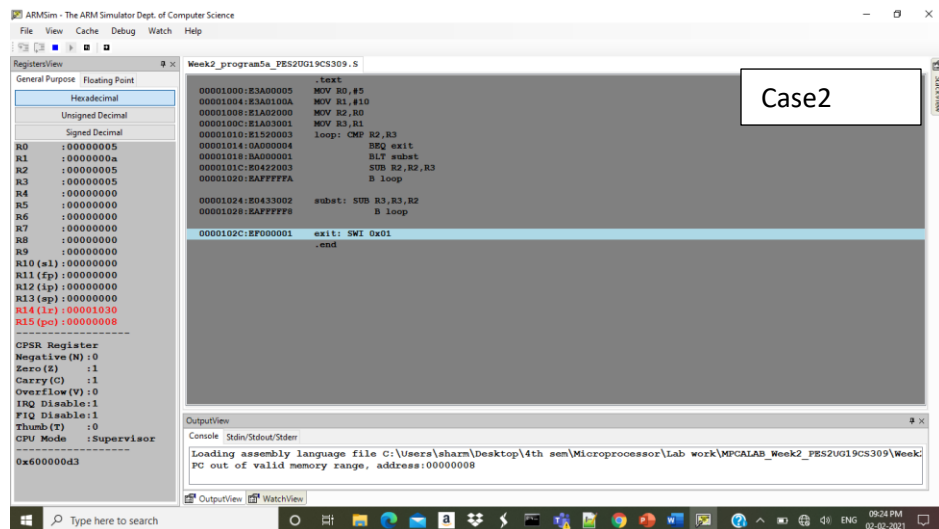 ARMSim - The ARM Simulator Dept. of Computer Science
File View Cache Debug Watch Help
RegistersView
General Purpose Floating Point
Hexadecimal
Unsigned Decimal
Signed Decimal
R0 :00000005
R1 :0000000a
R2 :00000005
R3 :00000005
R4 :00000000
R5 :00000000
R6 :00000000
R7 :00000000
R8 :00000000
R9 :00000000
R10(sl):00000000
R11(fp):00000000
R12(ip):00000000
R13(sp):00000000
R14(lr):00001030
R15(pc):00000008
-------------------
CPSR Register
Negative(N):0
Zero(Z) :1
Carry(C) :1
Overflow(V):0
IRQ Disable:1
FIQ Disable:1
Thumb(T) :0
CPU Mode :Supervisor
-------------------
0x600000d3
Week2_program5a_PES2UG19CS309.S
.text
00001000:E3A00005 MOV R0,#5
00001004:E3A0100A MOV R1,#10
00001008:E1A02000 MOV R2,R0
0000100C:E1A03001 MOV R3,R1
00001010:E1520003 loop: CMP R2,R3
00001014:0A000004 BEQ exit
00001018:BA000001 BLT subst
0000101C:E0422003 SUB R2,R2,R3
00001020:EAFFFFFA B loop
00001024:E0433002 subst: SUB R3,R3,R2
00001028:EAFFFFF8 B loop
0000102C:EF000001 exit: SWI 0x01
.end
Case2
StackView
OutputView
Console Stdin/Stdout/Stderr
Loading assembly language file C:\Users\sharm\Desktop\4th sem\Microprocessor\Lab work\MPCALAB_Week2_PES2UG19CS309\Week
PC out of valid memory range, address:00000008
OutputView WatchView
Type here to search
ENG
09:24 PM
02-02-2021